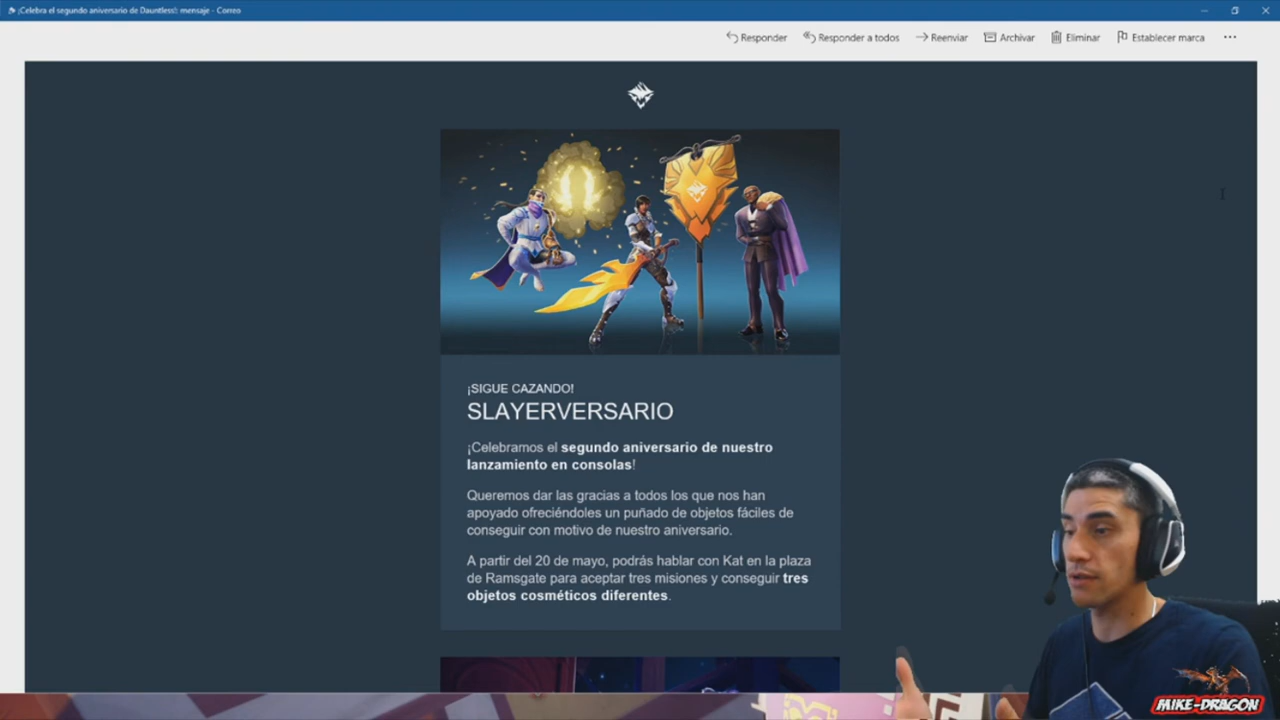 ¡Celebra el segundo aniversario de Dauntless!: mensaje - Correo
Responder
Responder a todos
Reenviar
Archivar
Eliminar
Establecer marca
¡SIGUE CAZANDO!
SLAYERVERSARIO
¡Celebramos el segundo aniversario de nuestro
lanzamiento en consolas!
Queremos dar las gracias a todos los que nos han
apoyado ofreciéndoles un puñado de objetos fáciles de
conseguir con motivo de nuestro aniversario.
A partir del 20 de mayo, podrás hablar con Kat en la plaza
de Ramsgate para aceptar tres misiones y conseguir tres
objetos cosméticos diferentes.
MIKE-DRAGON